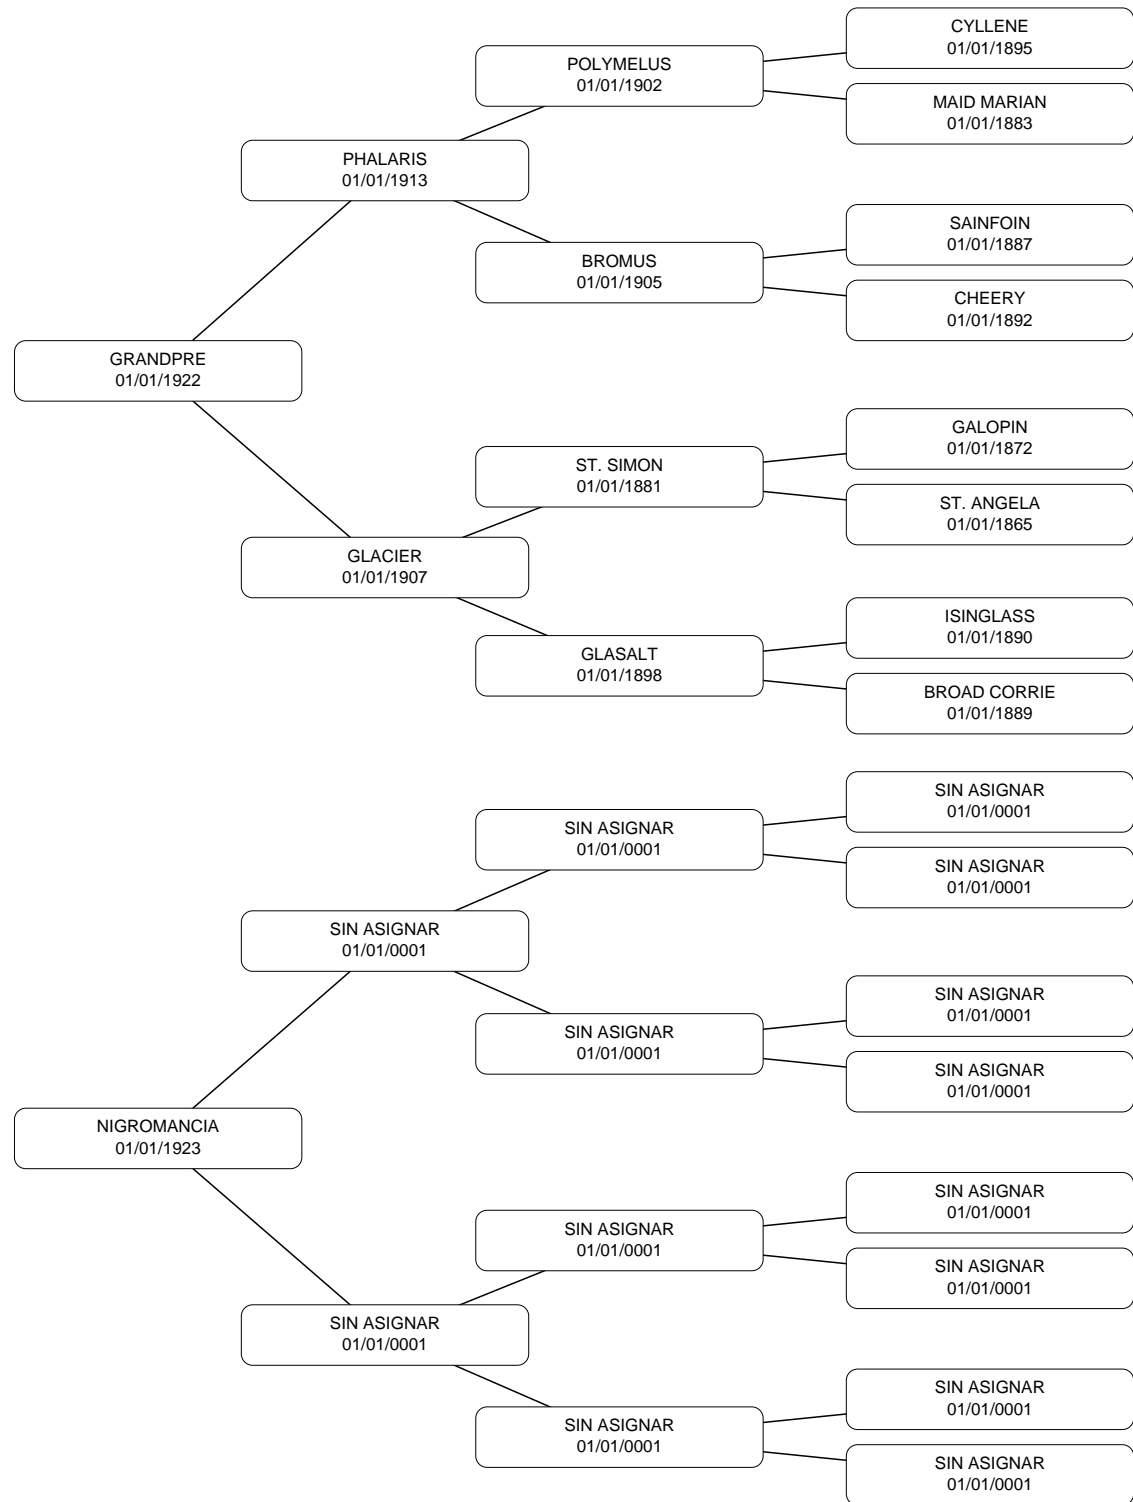 CYLLENE
01/01/1895
POLYMELUS
01/01/1902
MAID MARIAN
01/01/1883
PHALARIS
01/01/1913
SAINFOIN
01/01/1887
BROMUS
01/01/1905
CHEERY
01/01/1892
GRANDPRE
01/01/1922
GALOPIN
01/01/1872
ST. SIMON
01/01/1881
ST. ANGELA
01/01/1865
GLACIER
01/01/1907
ISINGLASS
01/01/1890
GLASALT
01/01/1898
BROAD CORRIE
01/01/1889
SIN ASIGNAR
01/01/0001
SIN ASIGNAR
01/01/0001
SIN ASIGNAR
01/01/0001
SIN ASIGNAR
01/01/0001
SIN ASIGNAR
01/01/0001
SIN ASIGNAR
01/01/0001
SIN ASIGNAR
01/01/0001
NIGROMANCIA
01/01/1923
SIN ASIGNAR
01/01/0001
SIN ASIGNAR
01/01/0001
SIN ASIGNAR
01/01/0001
SIN ASIGNAR
01/01/0001
SIN ASIGNAR
01/01/0001
SIN ASIGNAR
01/01/0001
SIN ASIGNAR
01/01/0001